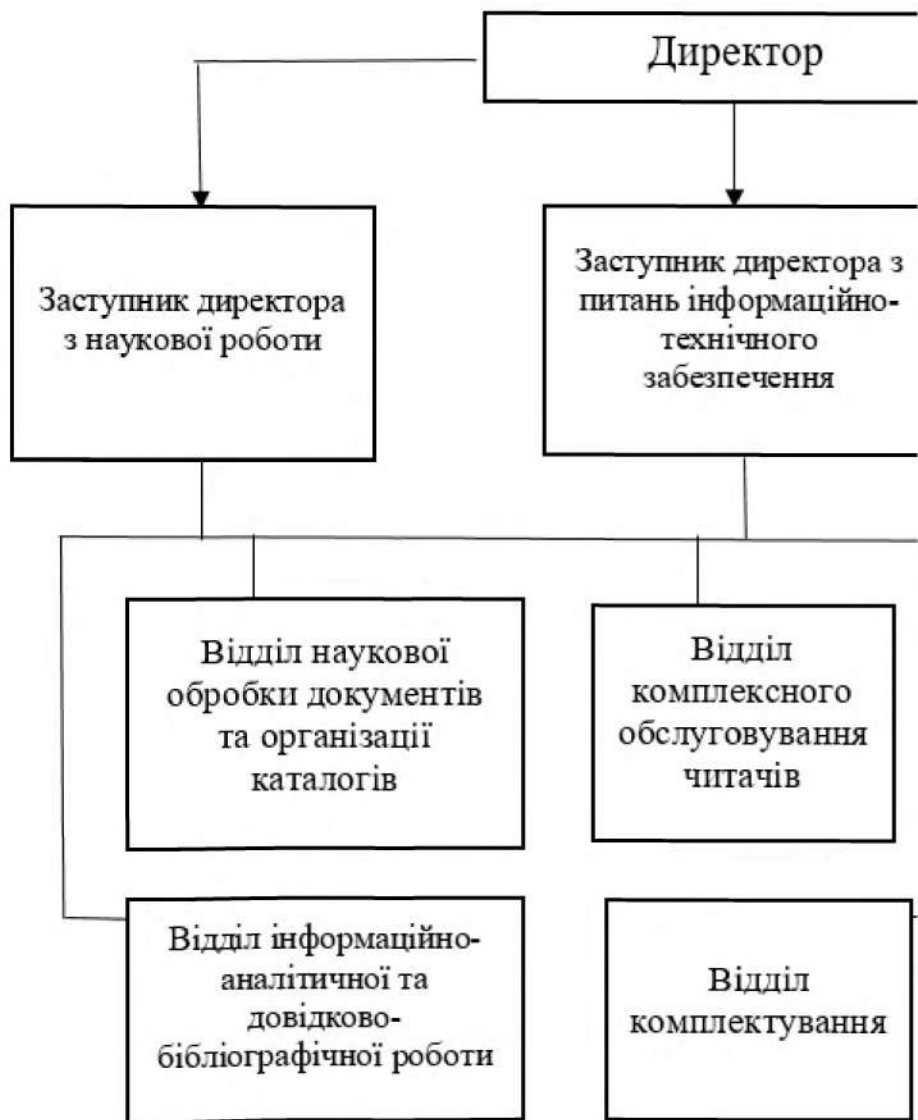 Директор
Заступник директора
з наукової роботи
Заступник директора з
питань інформаційно-
технічного
забезпечення
Відділ наукової
обробки документів
та організації
каталогів
Відділ
комплексного
обслуговування
читачів
Відділ інформаційно-
аналітичної та
довідково-
бібліографічної роботи
Відділ
комплектування